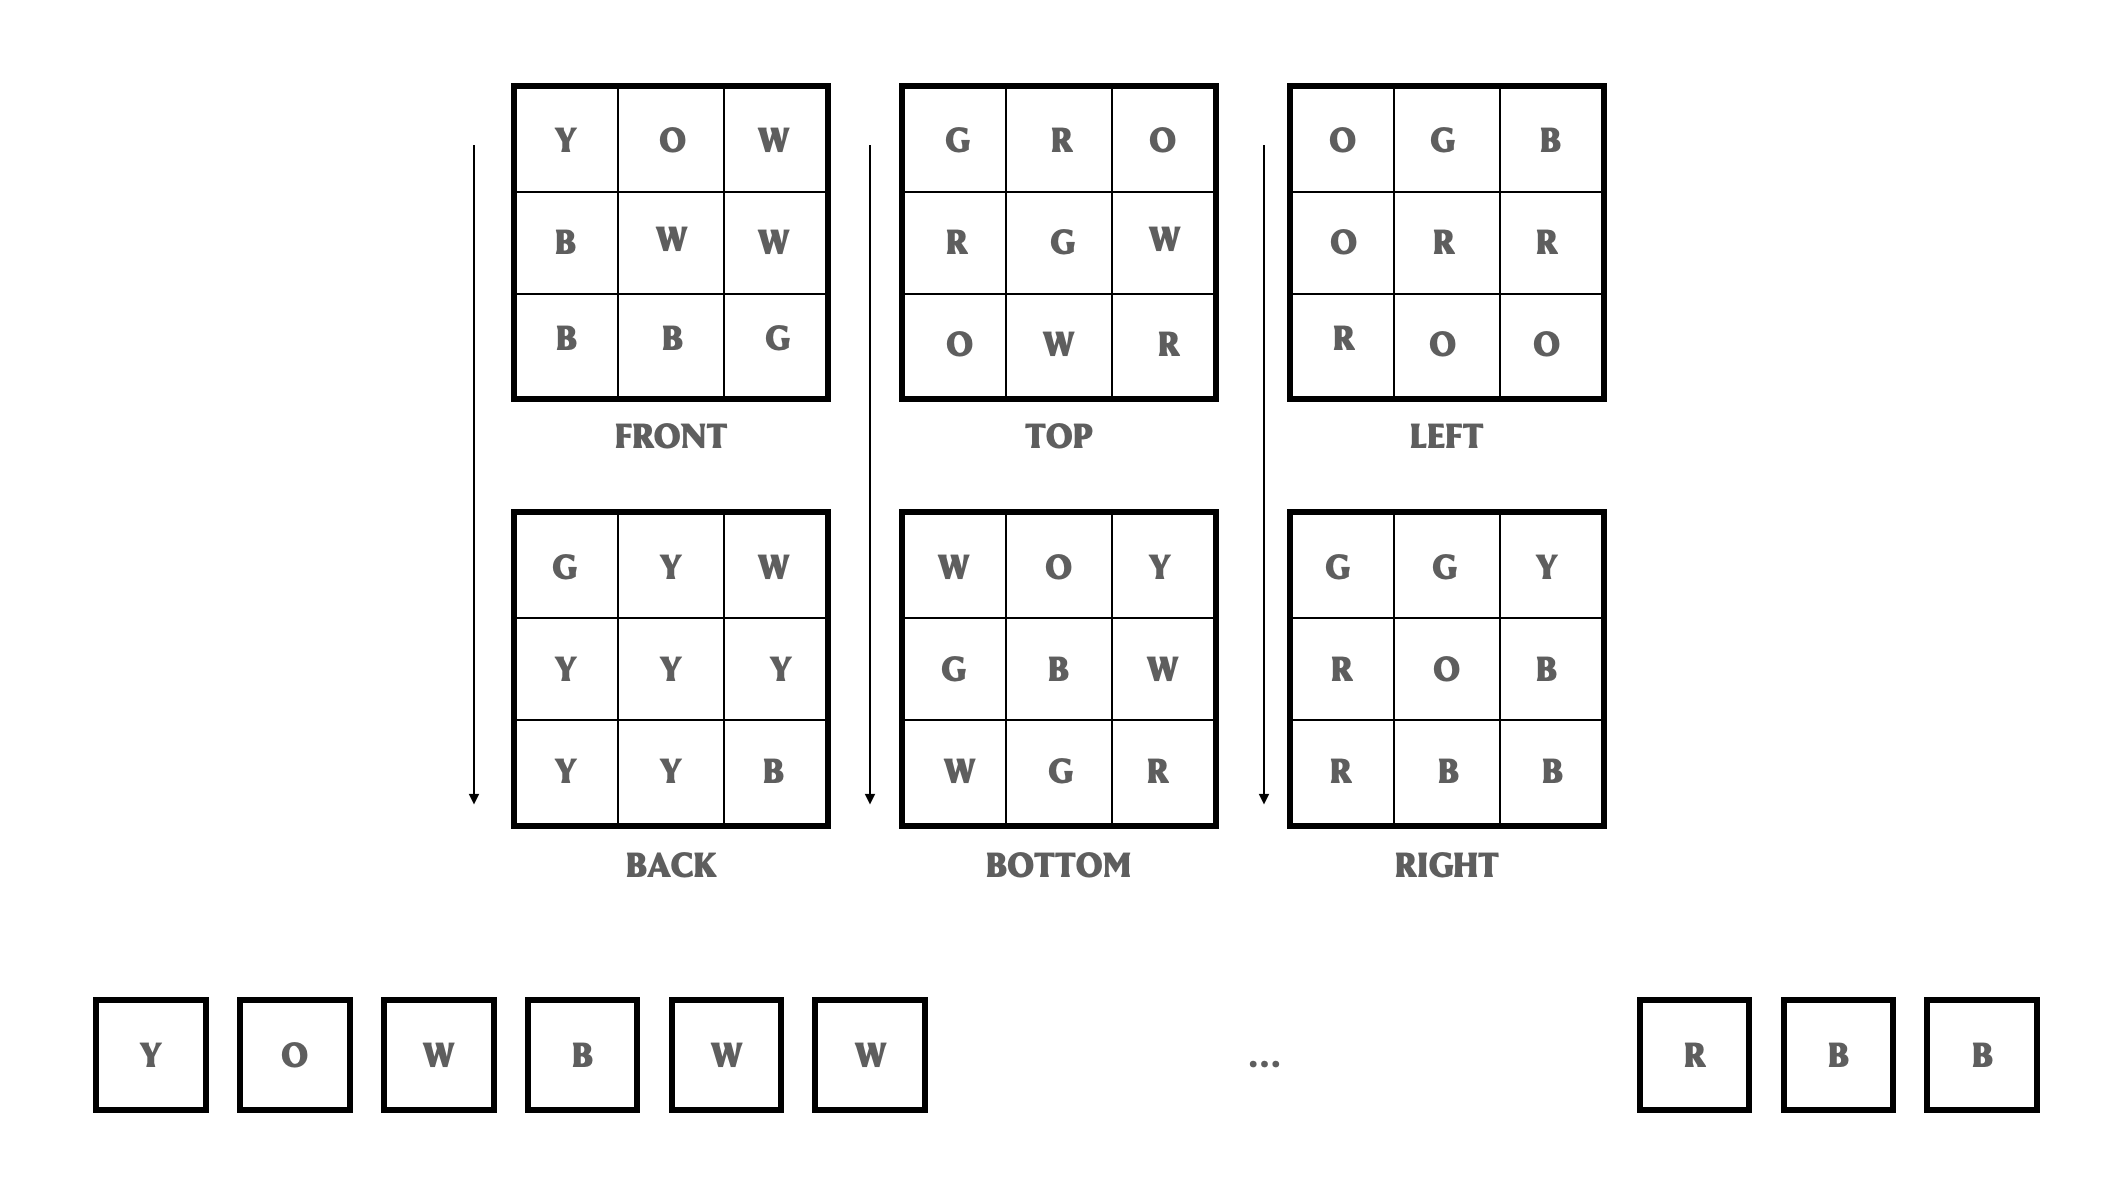 Y O W G R O O G B
B W W R G W O R R
B B G O W R R O O
FRONT TOP LEFT
G Y W W O Y G G Y
Y Y Y G B W R O B
Y Y B W G R R B B
BACK BOTTOM RIGHT
Y O W B W W ... R B B